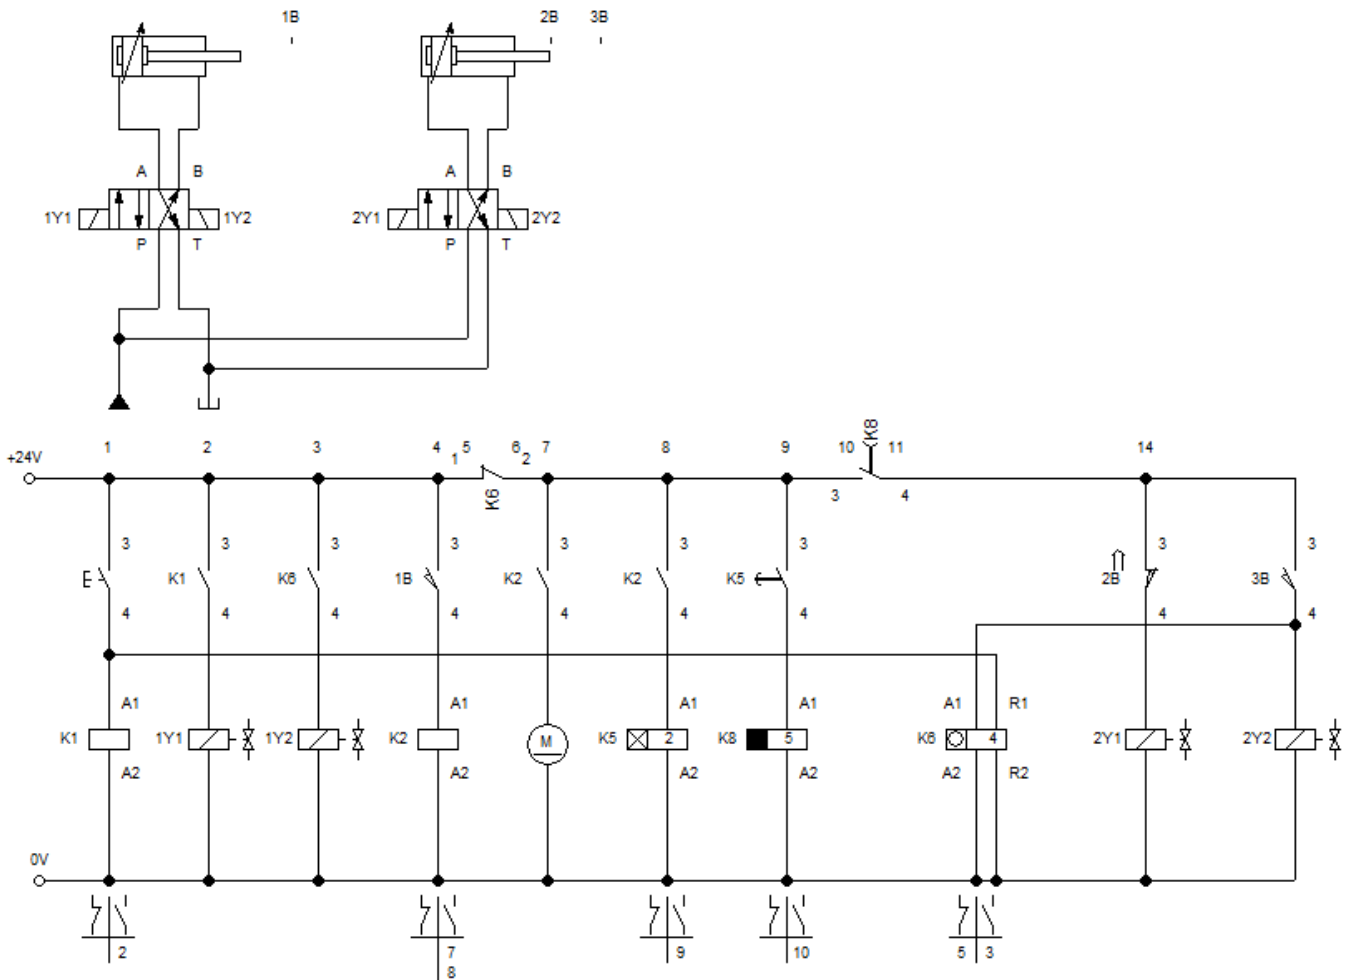 1B 2B 3B
A B A B
1Y1 1Y2 2Y1 2Y2
P T P T
1 2 3 4 5 6 7 8 9 10 K8 11 14
+24V 1 2
K6 3 4
3 3 3 3 3 3 3 3 3
E K1 K6 1B K2 K2 K5 2B 3B
4 4 4 4 4 4 4 4 4
A1 A1 A1 A1 A1 R1
K1 1Y1 1Y2 K2 M K5 2 K8 5 K6 4 2Y1 2Y2
A2 A2 A2 A2 A2 R2
0V
2 7 9 10 5 3
8